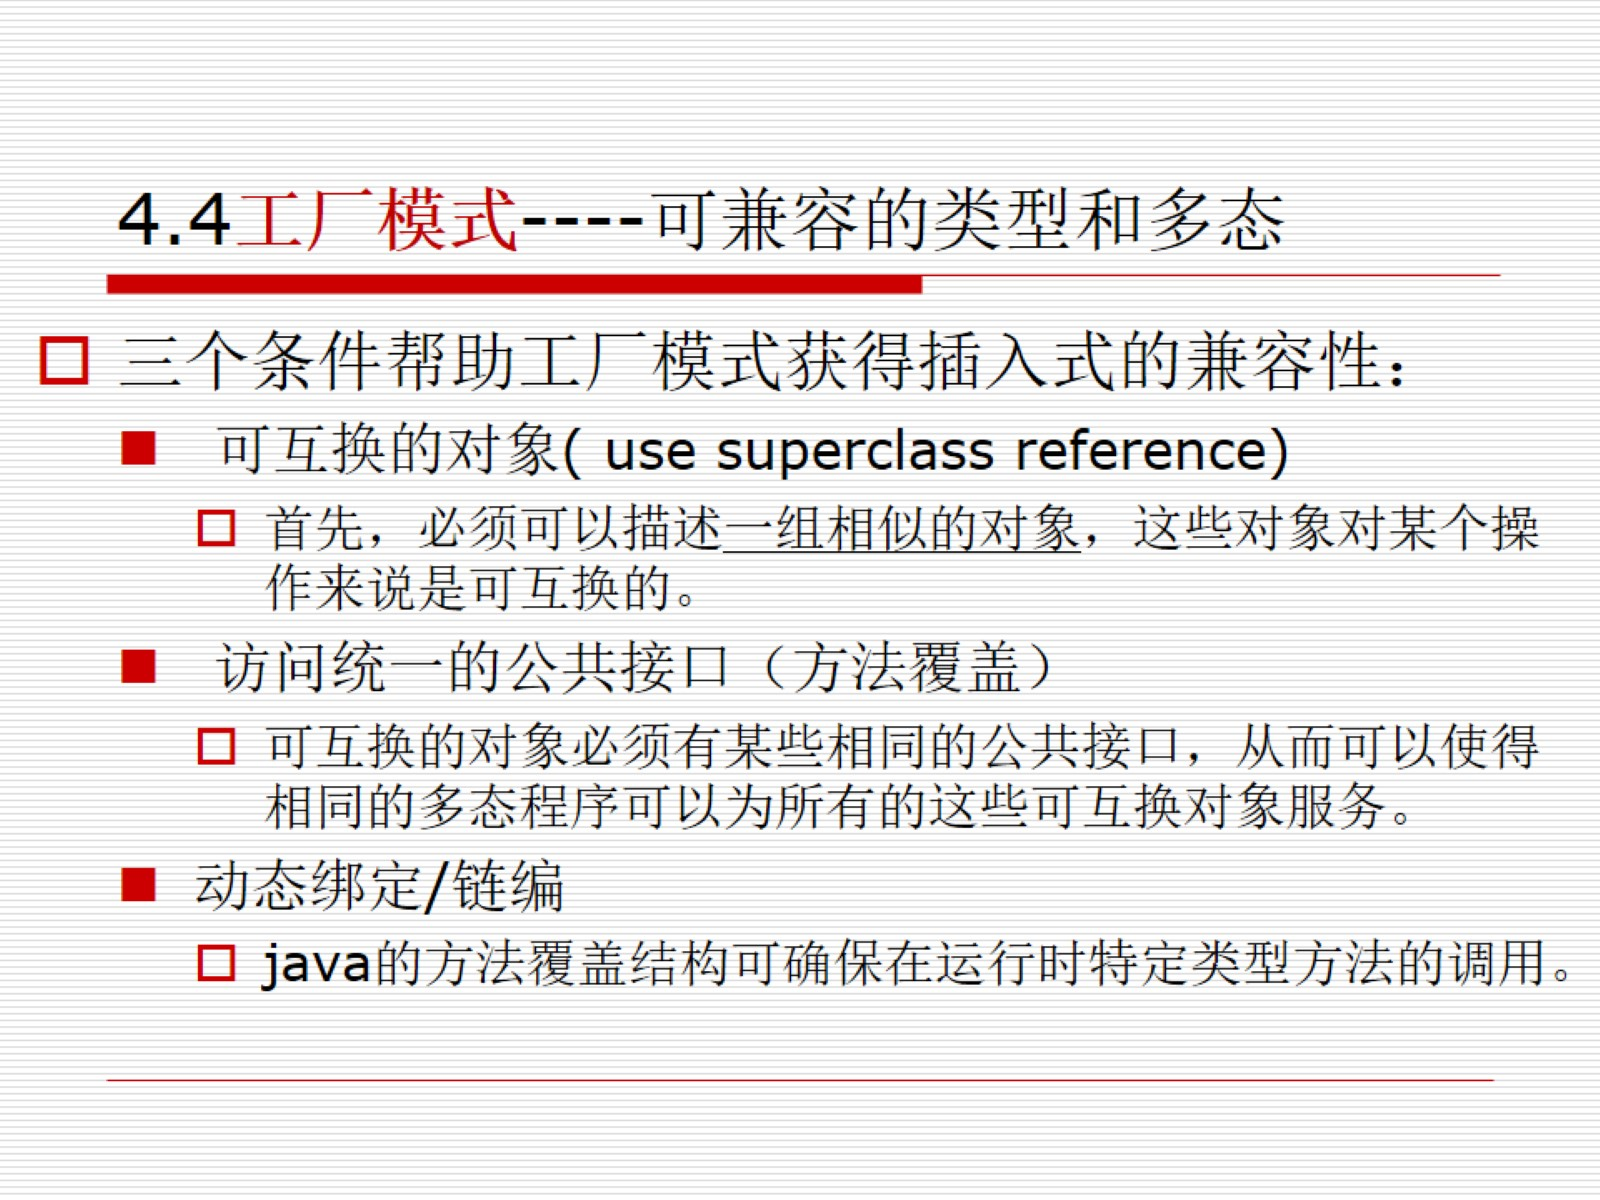 4.4工厂模式----可兼容的类型和多态
三个条件帮助工厂模式获得插入式的兼容性：
可互换的对象( use superclass reference)
首先，必须可以描述一组相似的对象，这些对象对某个操
作来说是可互换的。
访问统一的公共接口（方法覆盖）
可互换的对象必须有某些相同的公共接口，从而可以使得
相同的多态程序可以为所有的这些可互换对象服务。
动态绑定/链编
java的方法覆盖结构可确保在运行时特定类型方法的调用。